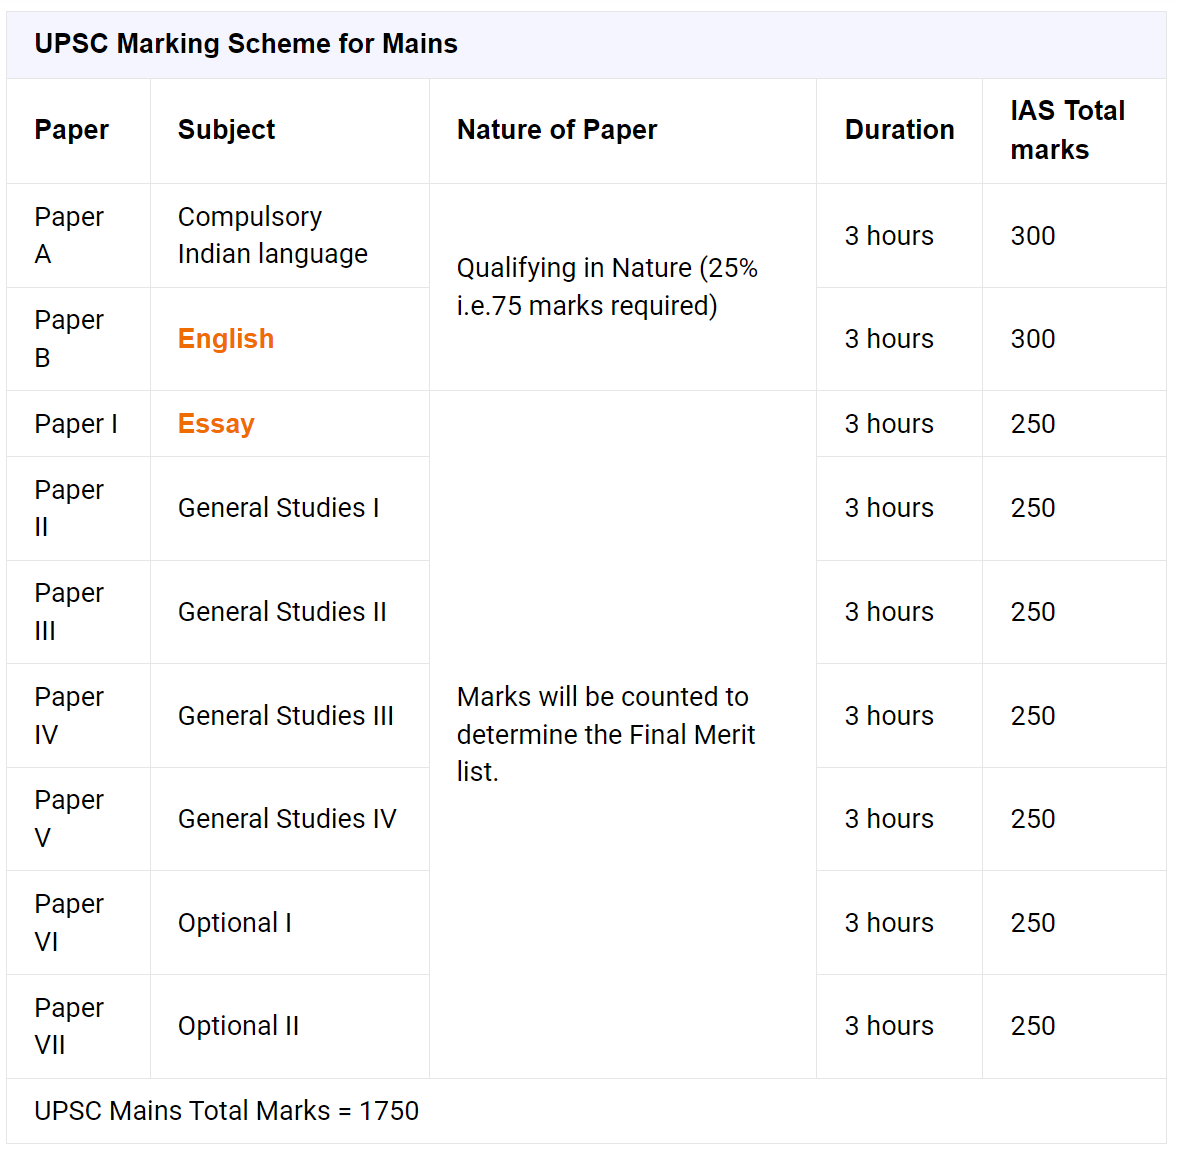 UPSC Marking Scheme for Mains
Paper
Subject
Nature of Paper
Duration
IAS Total
marks
Paper
A
Compulsory
Indian language
Qualifying in Nature (25%
i.e.75 marks required)
3 hours
300
Paper
B
English
3 hours
300
Paper I
Essay
Marks will be counted to
determine the Final Merit
list.
3 hours
250
Paper
II
General Studies I
3 hours
250
Paper
III
General Studies II
3 hours
250
Paper
IV
General Studies III
3 hours
250
Paper
V
General Studies IV
3 hours
250
Paper
VI
Optional I
3 hours
250
Paper
VII
Optional II
3 hours
250
UPSC Mains Total Marks = 1750